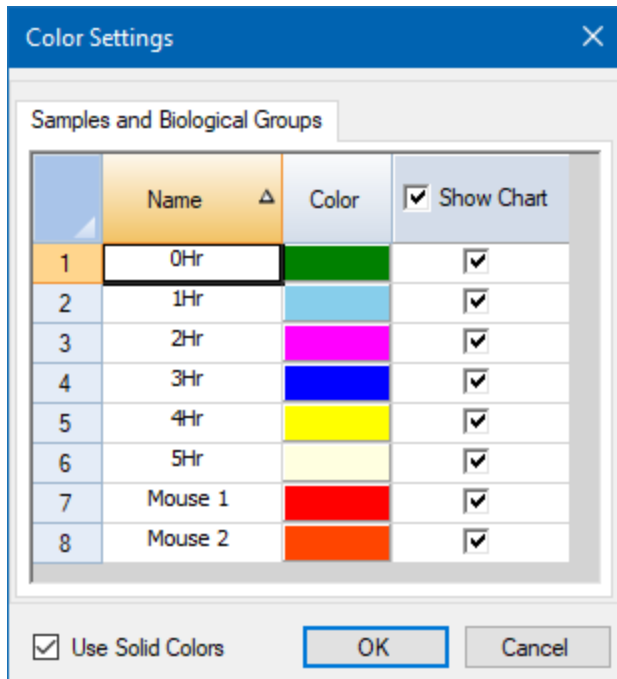 Color Settings
Samples and Biological Groups
Name Color Show Chart
1 0Hr
2 1Hr
3 2Hr
4 3Hr
5 4Hr
6 5Hr
7 Mouse 1
8 Mouse 2
Use Solid Colors OK Cancel